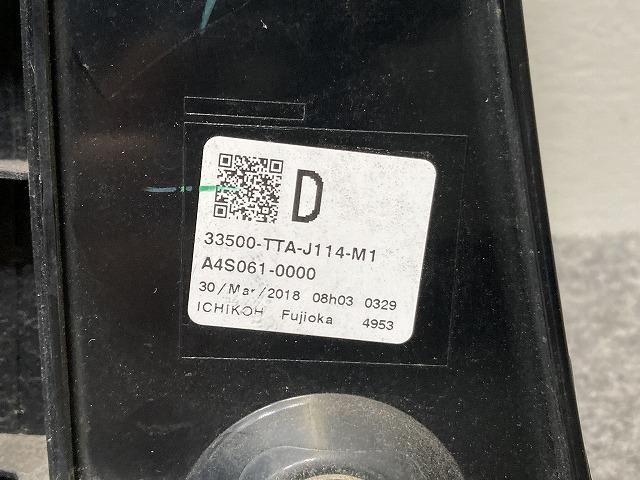 D
33500-TTA-J114-M1
A4S061-0000
30/Mar/2018 08h03 0329
ICHIKOH Fujioka 4953